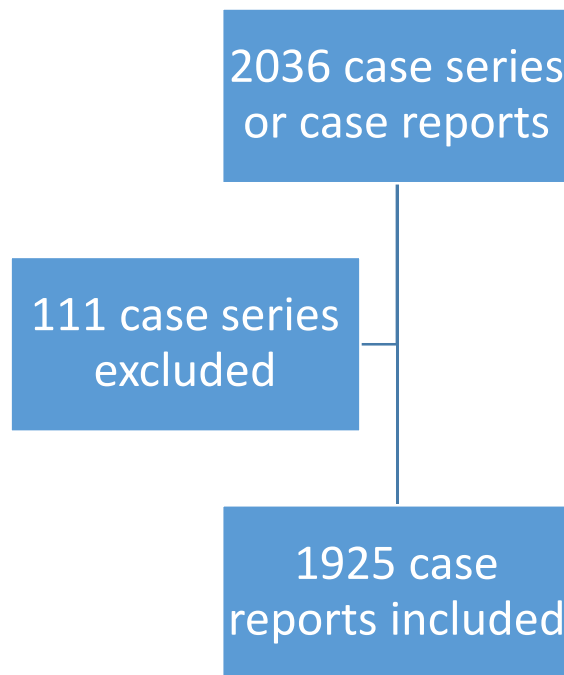 2036 case series
or case reports
111 case series
excluded
1925 case
reports included